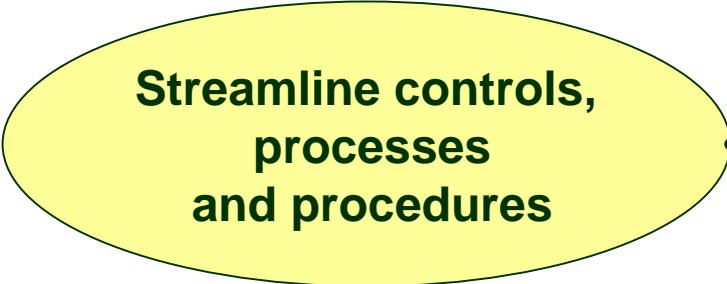 Streamline controls,
processes
and procedures